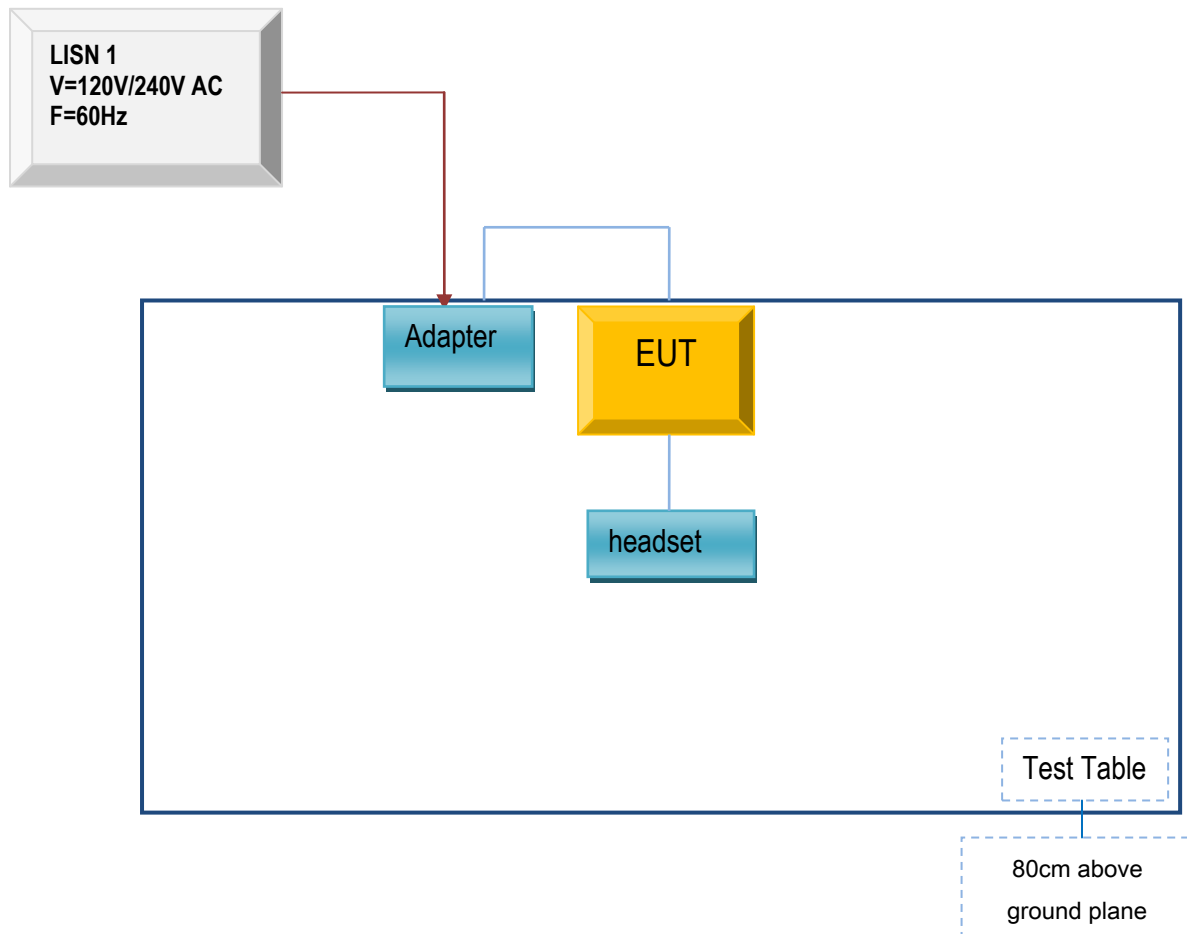 LISN 1
V=120V/240V AC
F=60Hz
Adapter
EUT
headset
Test Table
80cm above
ground plane